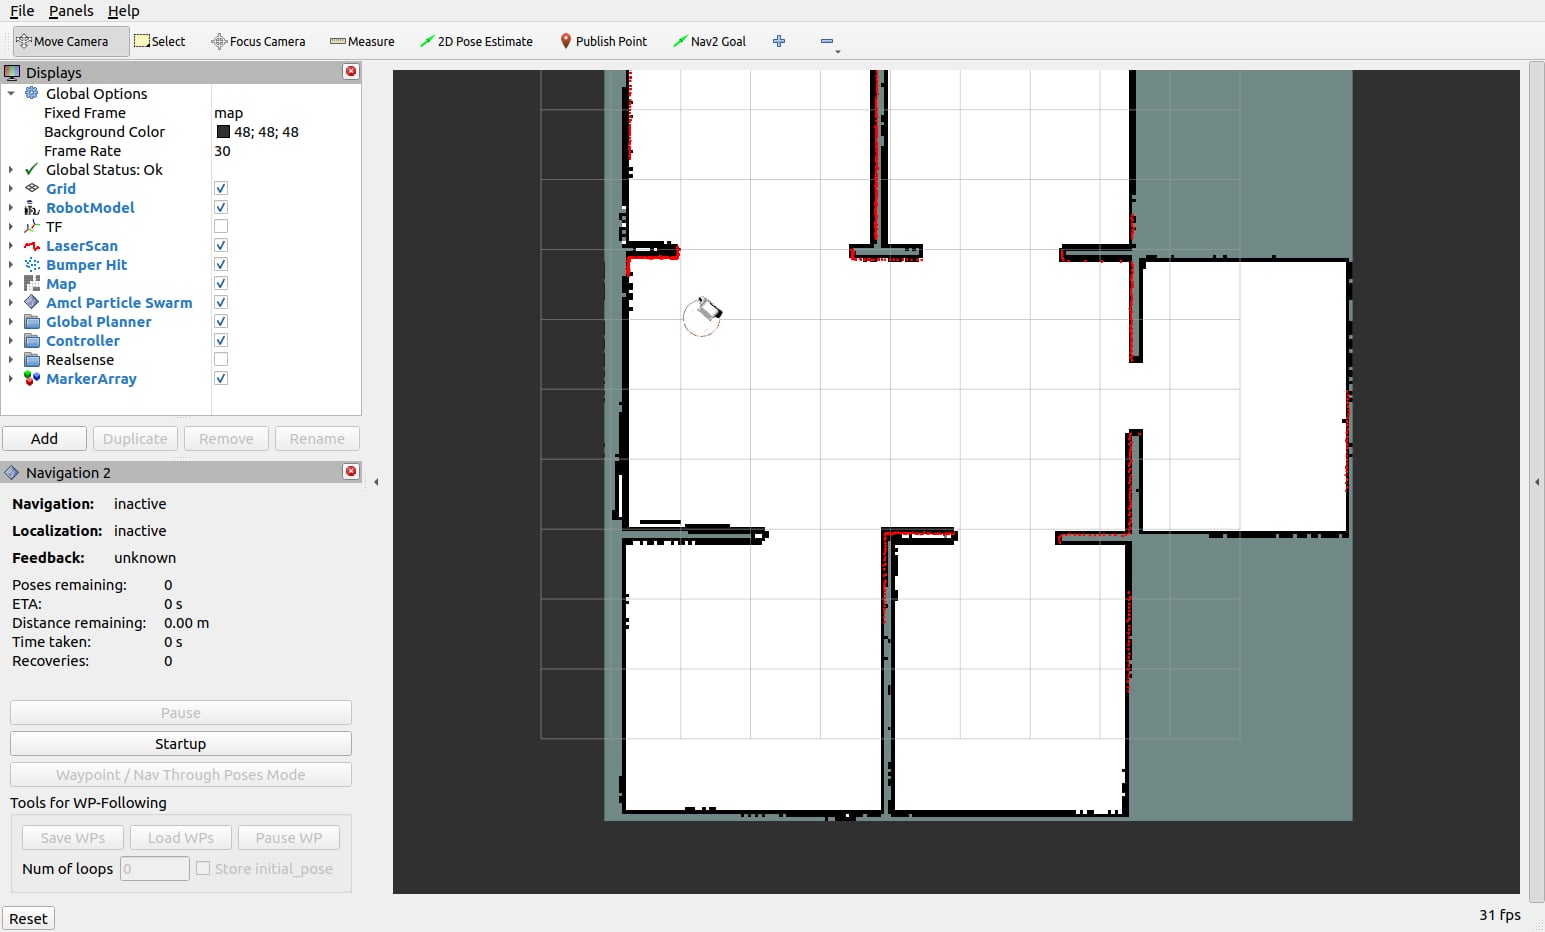 File Panels Help
Move Camera Select Focus Camera Measure 2D Pose Estimate Publish Point Nav2 Goal
Displays
Global Options
Fixed Frame map
Background Color 48; 48; 48
Frame Rate 30
Global Status: Ok
Grid
RobotModel
TF
LaserScan
Bumper Hit
Map
Amcl Particle Swarm
Global Planner
Controller
Realsense
MarkerArray
Add Duplicate Remove Rename
Navigation 2
Navigation: inactive
Localization: inactive
Feedback: unknown
Poses remaining: 0
ETA: 0 s
Distance remaining: 0.00 m
Time taken: 0 s
Recoveries: 0
Pause
Startup
Waypoint / Nav Through Poses Mode
Tools for WP-Following
Save WPs Load WPs Pause WP
Num of loops 0 Store initial_pose
Reset 31 fps